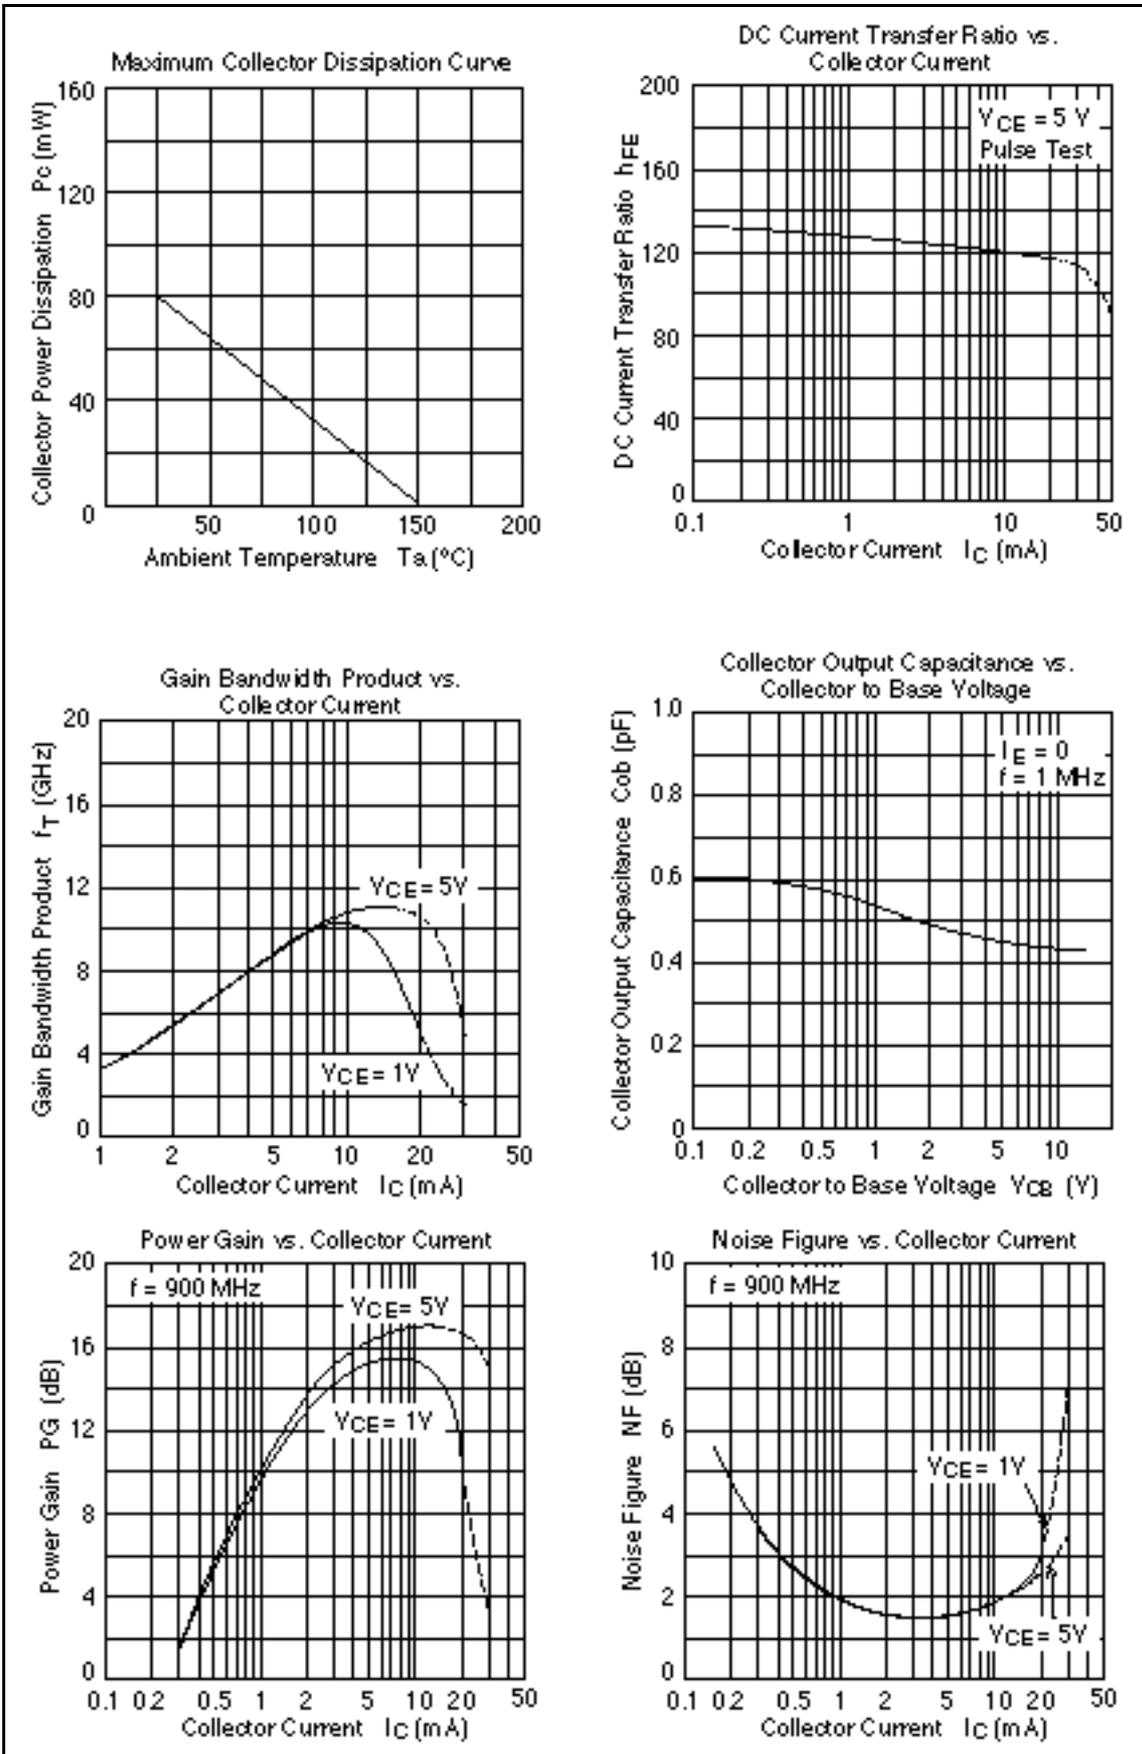 Maximum Collector Dissipation Curve
160
120
80
40
0
50 100 150 200
Collector Power Dissipation Pc (mW)
Ambient Temperature Ta (°C)
DC Current Transfer Ratio vs.
Collector Current
200
160
120
80
40
0
VCE = 5 V
Pulse Test
0.1 1 10 50
DC Current Transfer Ratio hFE
Collector Current IC (mA)
Gain Bandwidth Product vs.
Collector Current
20
16
12
8
4
0
VCE = 5V
VCE = 1V
1 2 5 10 20 50
Gain Bandwidth Product fT (GHz)
Collector Current IC (mA)
Collector Output Capacitance vs.
Collector to Base Voltage
1.0
0.8
0.6
0.4
0.2
0
IE = 0
f = 1 MHz
0.1 0.2 0.5 1 2 5 10
Collector Output Capacitance Cob (pF)
Collector to Base Voltage VCB (V)
Power Gain vs. Collector Current
20
16
12
8
4
0
f = 900 MHz
VCE = 5V
VCE = 1V
0.1 0.2 0.5 1 2 5 10 20 50
Power Gain PG (dB)
Collector Current IC (mA)
Noise Figure vs. Collector Current
10
8
6
4
2
0
f = 900 MHz
VCE = 1V
VCE = 5V
0.1 0.2 0.5 1 2 5 10 20 50
Noise Figure NF (dB)
Collector Current IC (mA)